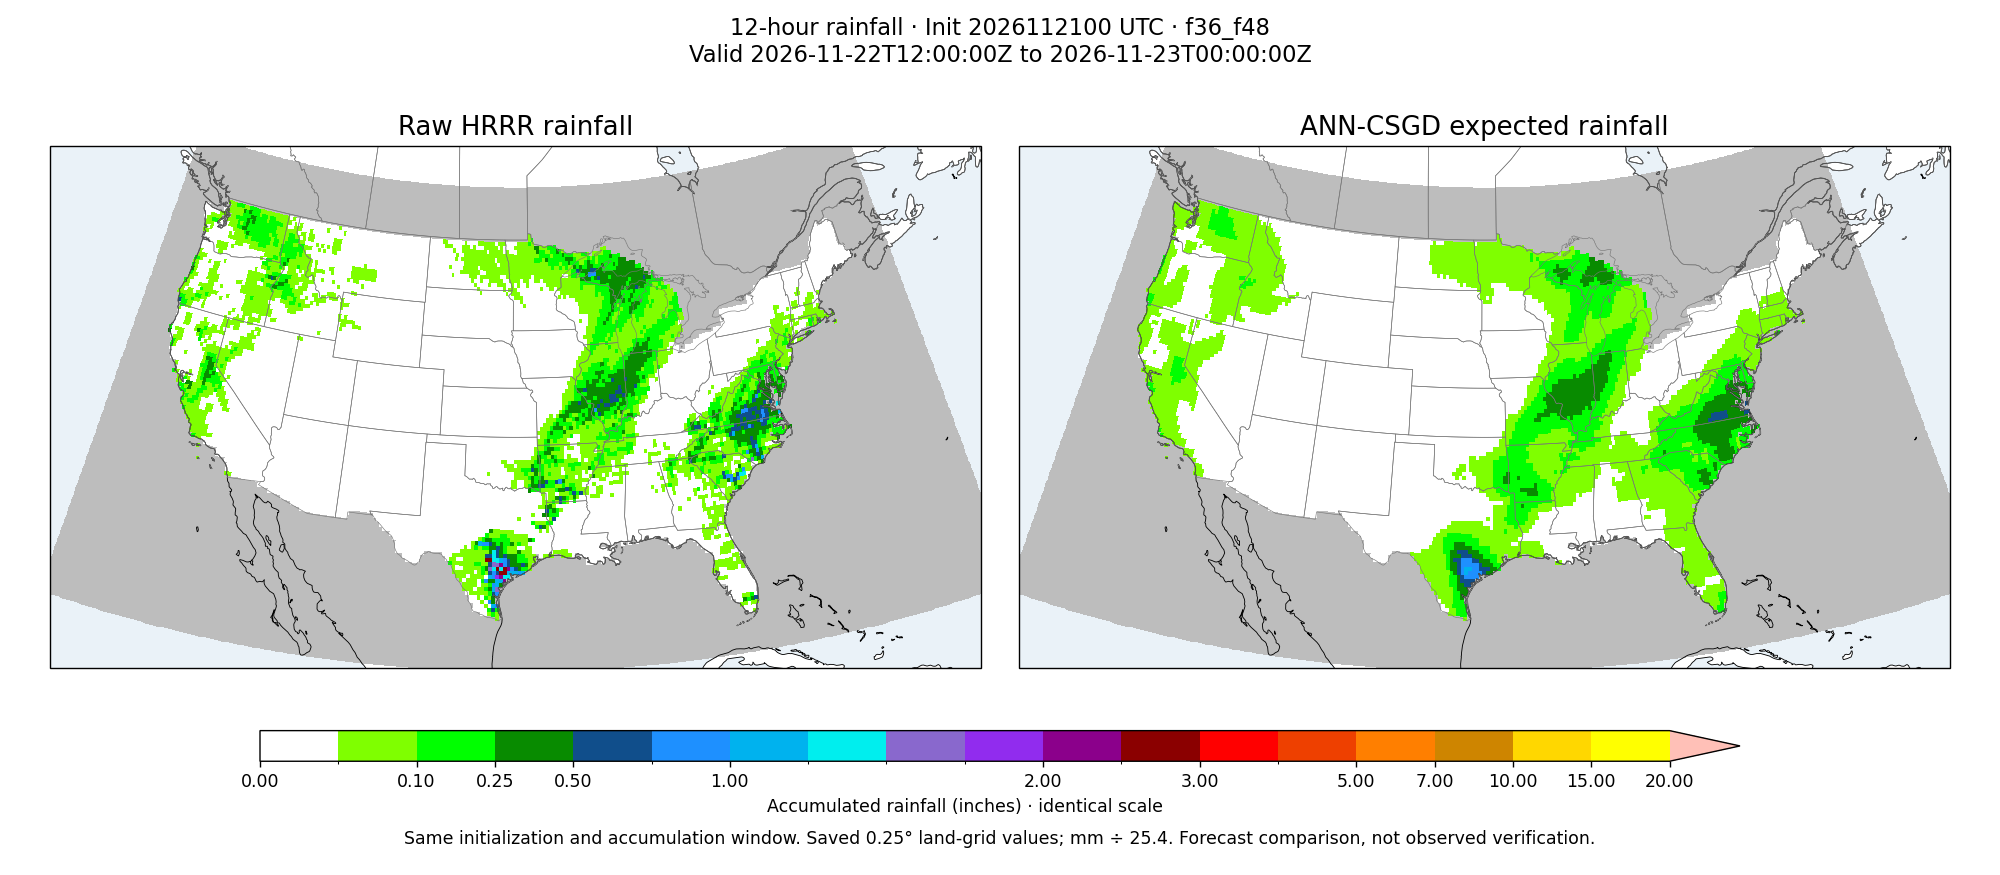 12-hour rainfall · Init 2026112100 UTC · f36_f48
Valid 2026-11-22T12:00:00Z to 2026-11-23T00:00:00Z
Raw HRRR rainfall
ANN-CSGD expected rainfall
0.00 0.10 0.25 0.50 1.00 2.00 3.00 5.00 7.00 10.00 15.00 20.00
Accumulated rainfall (inches) · identical scale
Same initialization and accumulation window. Saved 0.25° land-grid values; mm ÷ 25.4. Forecast comparison, not observed verification.